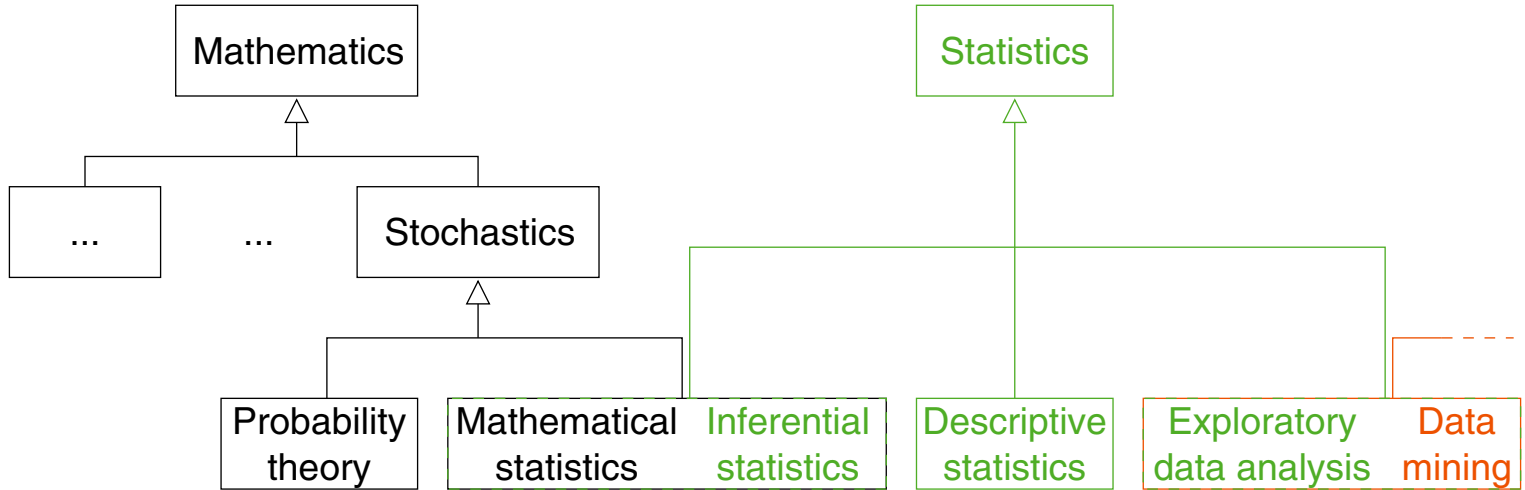 Mathematics
Statistics
...
...
Stochastics
Probability
theory
Mathematical
statistics
Inferential
statistics
Descriptive
statistics
Exploratory
data analysis
Data
mining